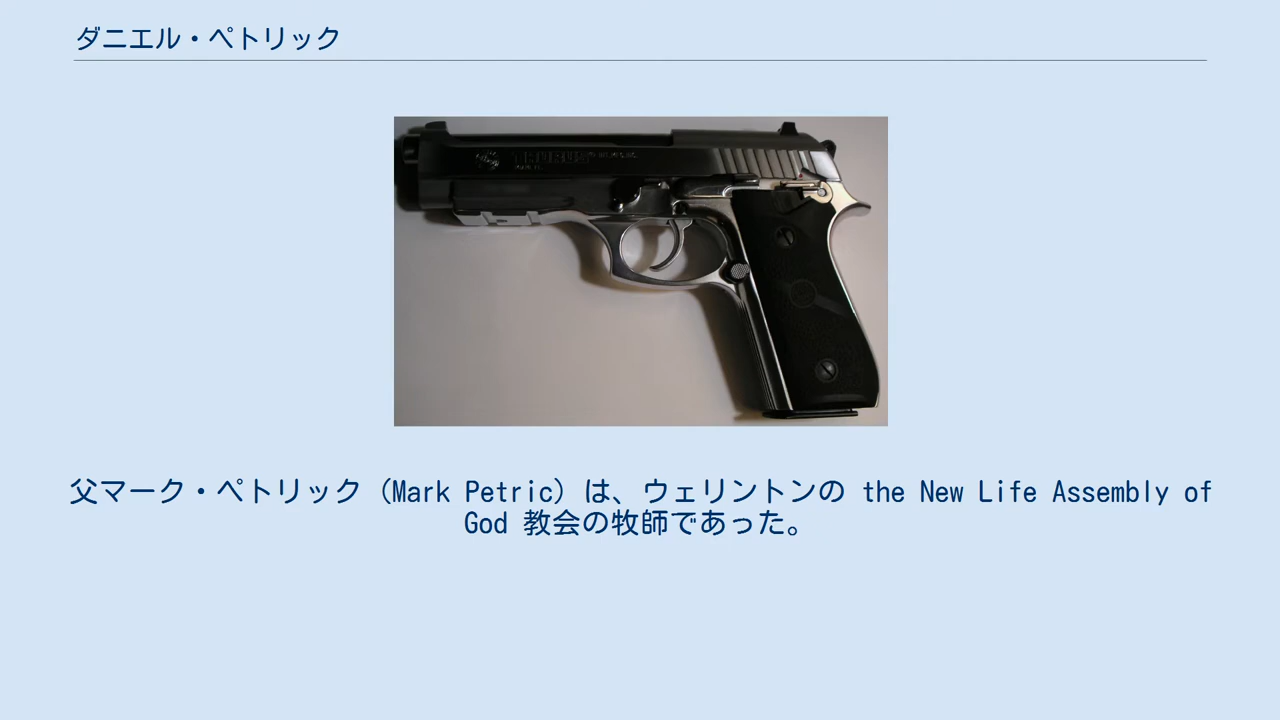 ダニエル・ペトリック
TAURUS
父マーク・ペトリック（Mark Petric）は、ウェリントンの the New Life Assembly of
God 教会の牧師であった。